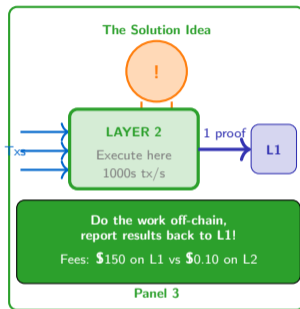 The Solution Idea
!
LAYER 2
Execute here
1000s tx/s
Txs
1 proof
L1
Do the work off-chain,
report results back to L1!
Fees: $150 on L1 vs $0.10 on L2
Panel 3